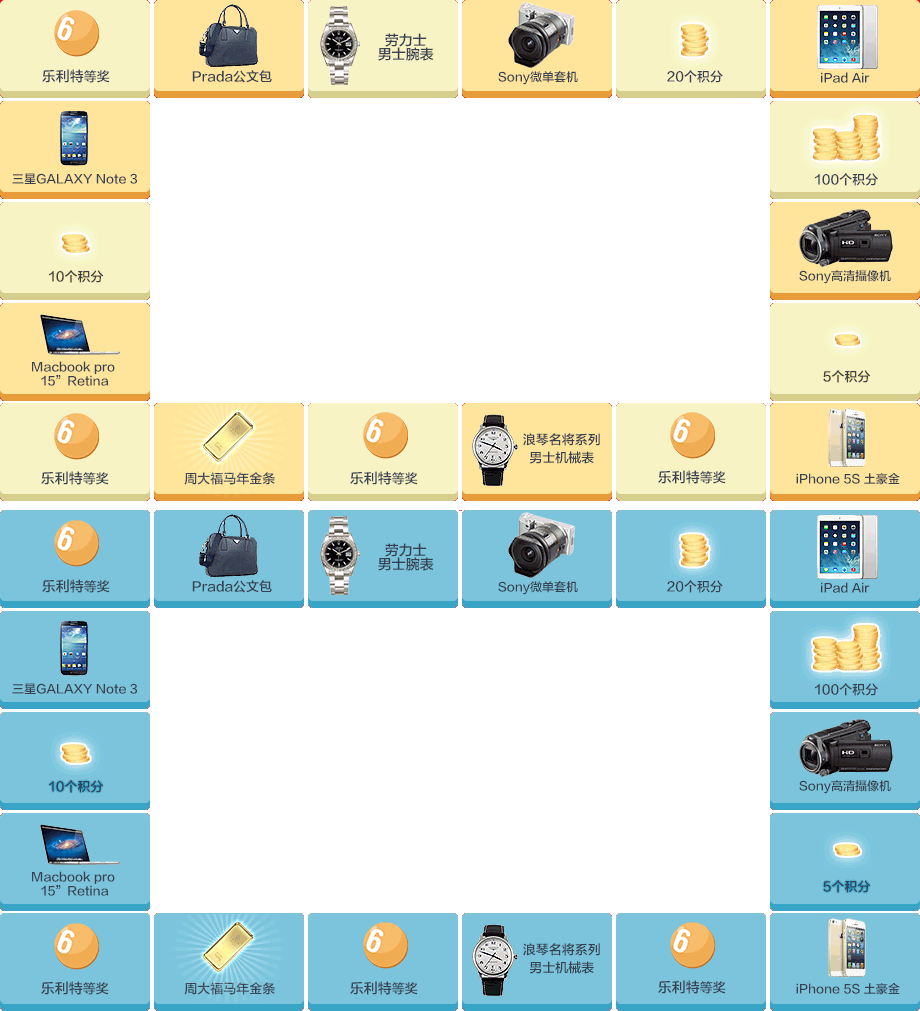 6
乐利特等奖
Prada公文包
劳力士
男士腕表
Sony微单套机
20个积分
iPad Air
三星GALAXY Note 3
100个积分
10个积分
SONY
HD
Sony高清攝像机
Macbook pro
15” Retina
5个积分
6
乐利特等奖
周大福马年金条
6
乐利特等奖
浪琴名将系列
男士机械表
6
乐利特等奖
iPhone 5S 土豪金
6
乐利特等奖
Prada公文包
劳力士
男士腕表
Sony微单套机
20个积分
iPad Air
三星GALAXY Note 3
100个积分
10个积分
SONY
HD
Sony高清攝像机
Macbook pro
15” Retina
5个积分
6
乐利特等奖
周大福马年金条
6
乐利特等奖
浪琴名将系列
男士机械表
6
乐利特等奖
iPhone 5S 土豪金